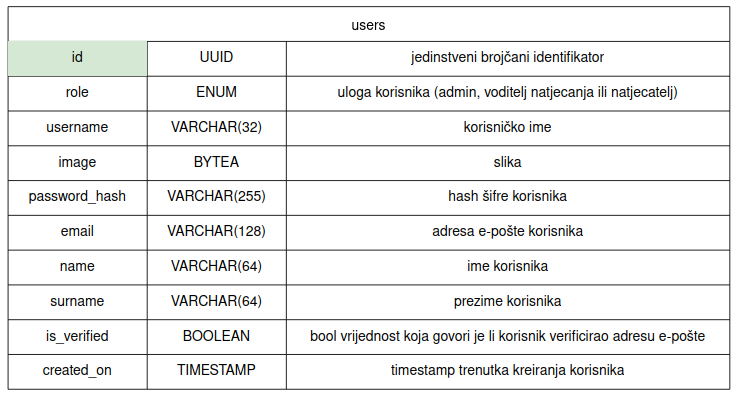 users
id UUID jedinstveni brojčani identifikator
role ENUM uloga korisnika (admin, voditelj natjecanja ili natjecatelj)
username VARCHAR(32) korisničko ime
image BYTEA slika
password_hash VARCHAR(255) hash šifre korisnika
email VARCHAR(128) adresa e-pošte korisnika
name VARCHAR(64) ime korisnika
surname VARCHAR(64) prezime korisnika
is_verified BOOLEAN bool vrijednost koja govori je li korisnik verificirao adresu e-pošte
created_on TIMESTAMP timestamp trenutka kreiranja korisnika